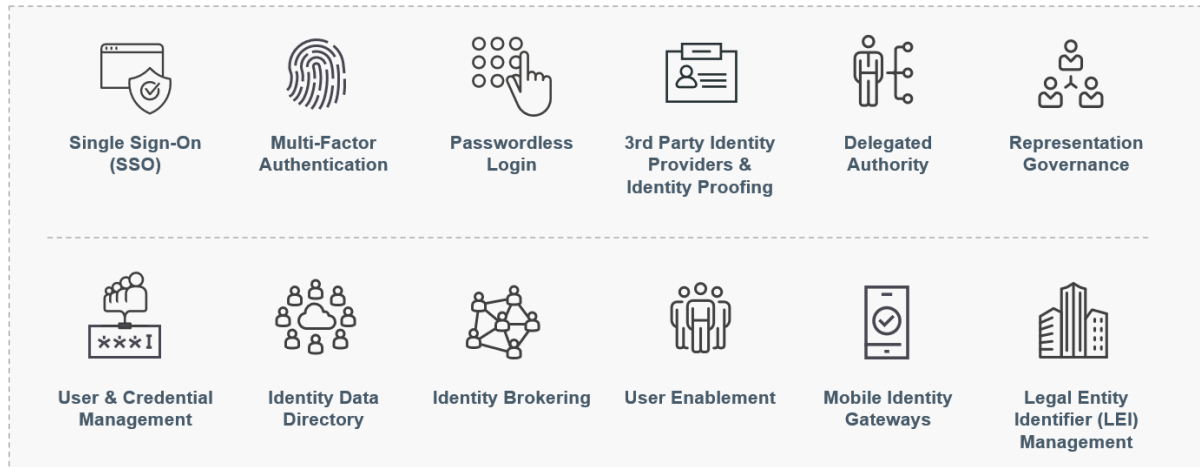 Single Sign-On
(SSO)
Multi-Factor
Authentication
Passwordless
Login
3rd Party Identity
Providers &
Identity Proofing
Delegated
Authority
Representation
Governance
***I
User & Credential
Management
Identity Data
Directory
Identity Brokering
User Enablement
Mobile Identity
Gateways
Legal Entity
Identifier (LEI)
Management